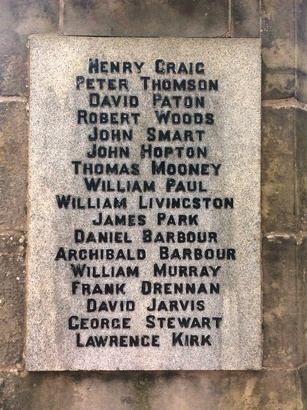 HENRY CRAIG
PETER THOMSON
DAVID PATON
ROBERT WOODS
JOHN SMART
JOHN HOPTON
THOMAS MOONEY
WILLIAM PAUL
WILLIAM LIVINGSTON
JAMES PARK
DANIEL BARBOUR
ARCHIBALD BARBOUR
WILLIAM MURRAY
FRANK DRENNAN
DAVID JARVIS
GEORGE STEWART
LAWRENCE KIRK